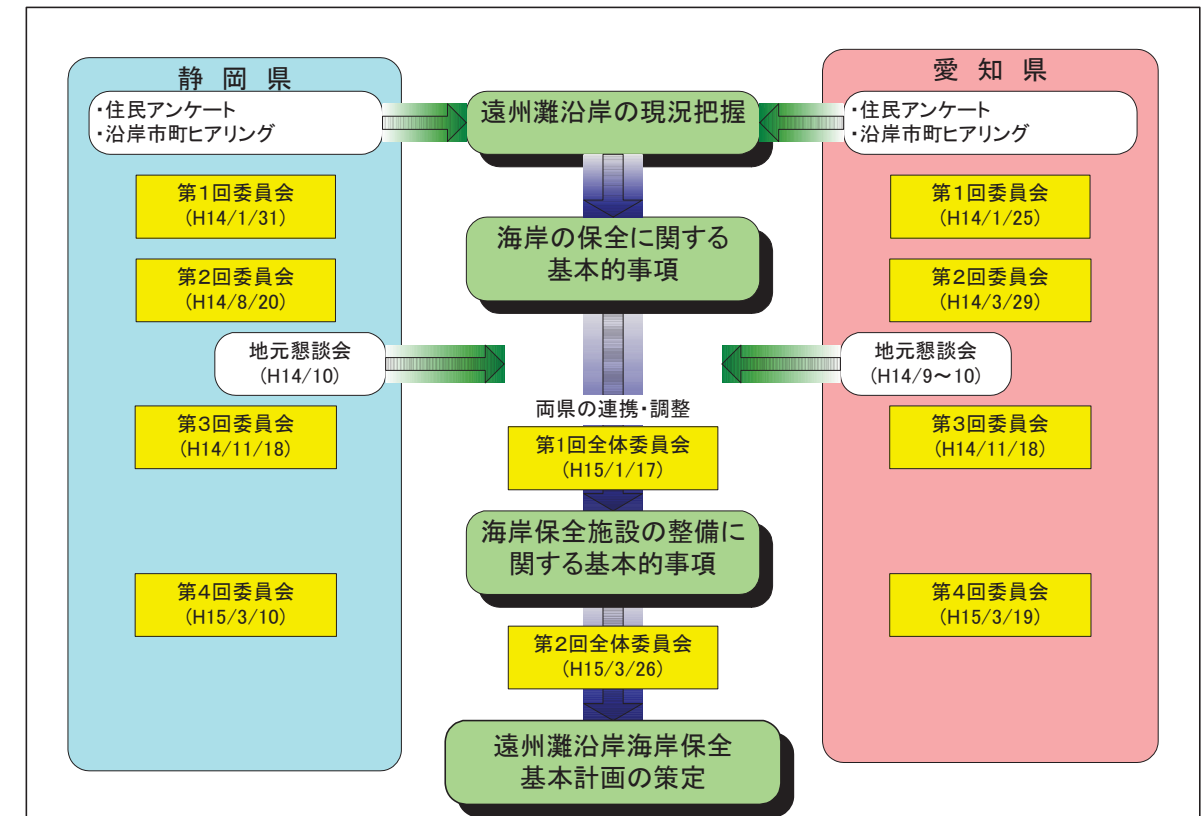 静 岡 県
・住民アンケート
・沿岸市町ヒアリング
第1回委員会
(H14/1/31)
第2回委員会
(H14/8/20)
地元懇談会
(H14/10)
第3回委員会
(H14/11/18)
第4回委員会
(H15/3/10)
遠州灘沿岸の現況把握
海岸の保全に関する
基本的事項
両県の連携・調整
第1回全体委員会
(H15/1/17)
海岸保全施設の整備に
関する基本的事項
第2回全体委員会
(H15/3/26)
遠州灘沿岸海岸保全
基本計画の策定
愛 知 県
・住民アンケート
・沿岸市町ヒアリング
第1回委員会
(H14/1/25)
第2回委員会
(H14/3/29)
地元懇談会
(H14/9～10)
第3回委員会
(H14/11/18)
第4回委員会
(H15/3/19)